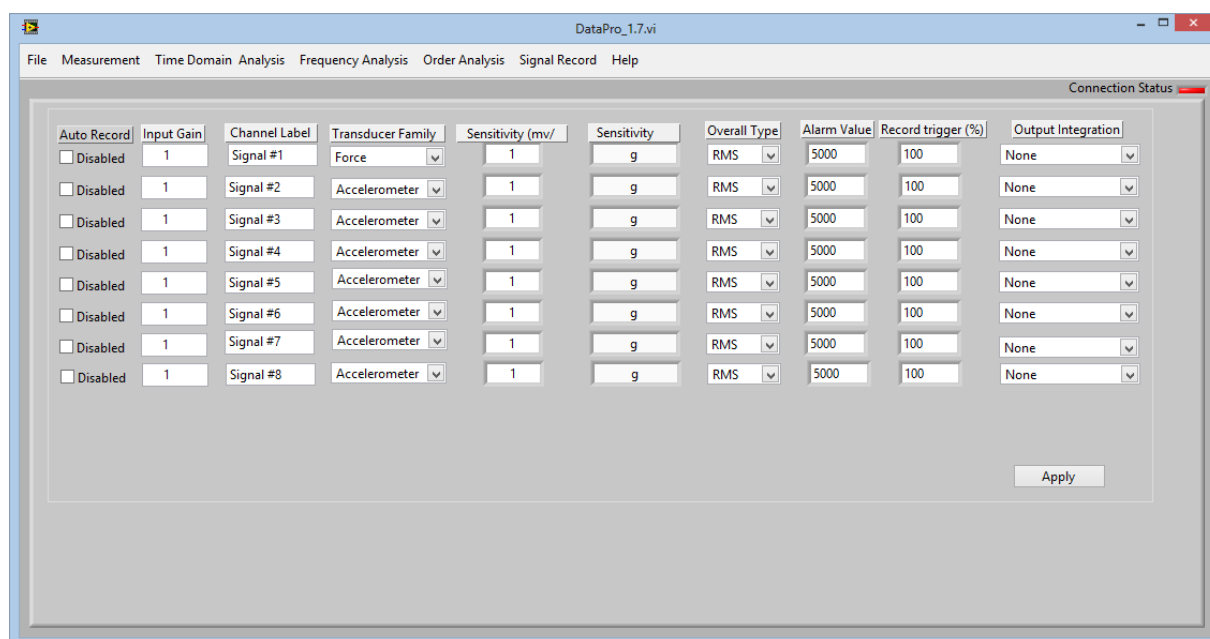 DataPro_1.7.vi
File Measurement Time Domain Analysis Frequency Analysis Order Analysis Signal Record Help
Connection Status
Auto Record Input Gain Channel Label Transducer Family Sensitivity (mv/ Sensitivity Overall Type Alarm Value Record trigger (%) Output Integration
Disabled 1 Signal #1 Force 1 g RMS 5000 100 None
Disabled 1 Signal #2 Accelerometer 1 g RMS 5000 100 None
Disabled 1 Signal #3 Accelerometer 1 g RMS 5000 100 None
Disabled 1 Signal #4 Accelerometer 1 g RMS 5000 100 None
Disabled 1 Signal #5 Accelerometer 1 g RMS 5000 100 None
Disabled 1 Signal #6 Accelerometer 1 g RMS 5000 100 None
Disabled 1 Signal #7 Accelerometer 1 g RMS 5000 100 None
Disabled 1 Signal #8 Accelerometer 1 g RMS 5000 100 None
Apply